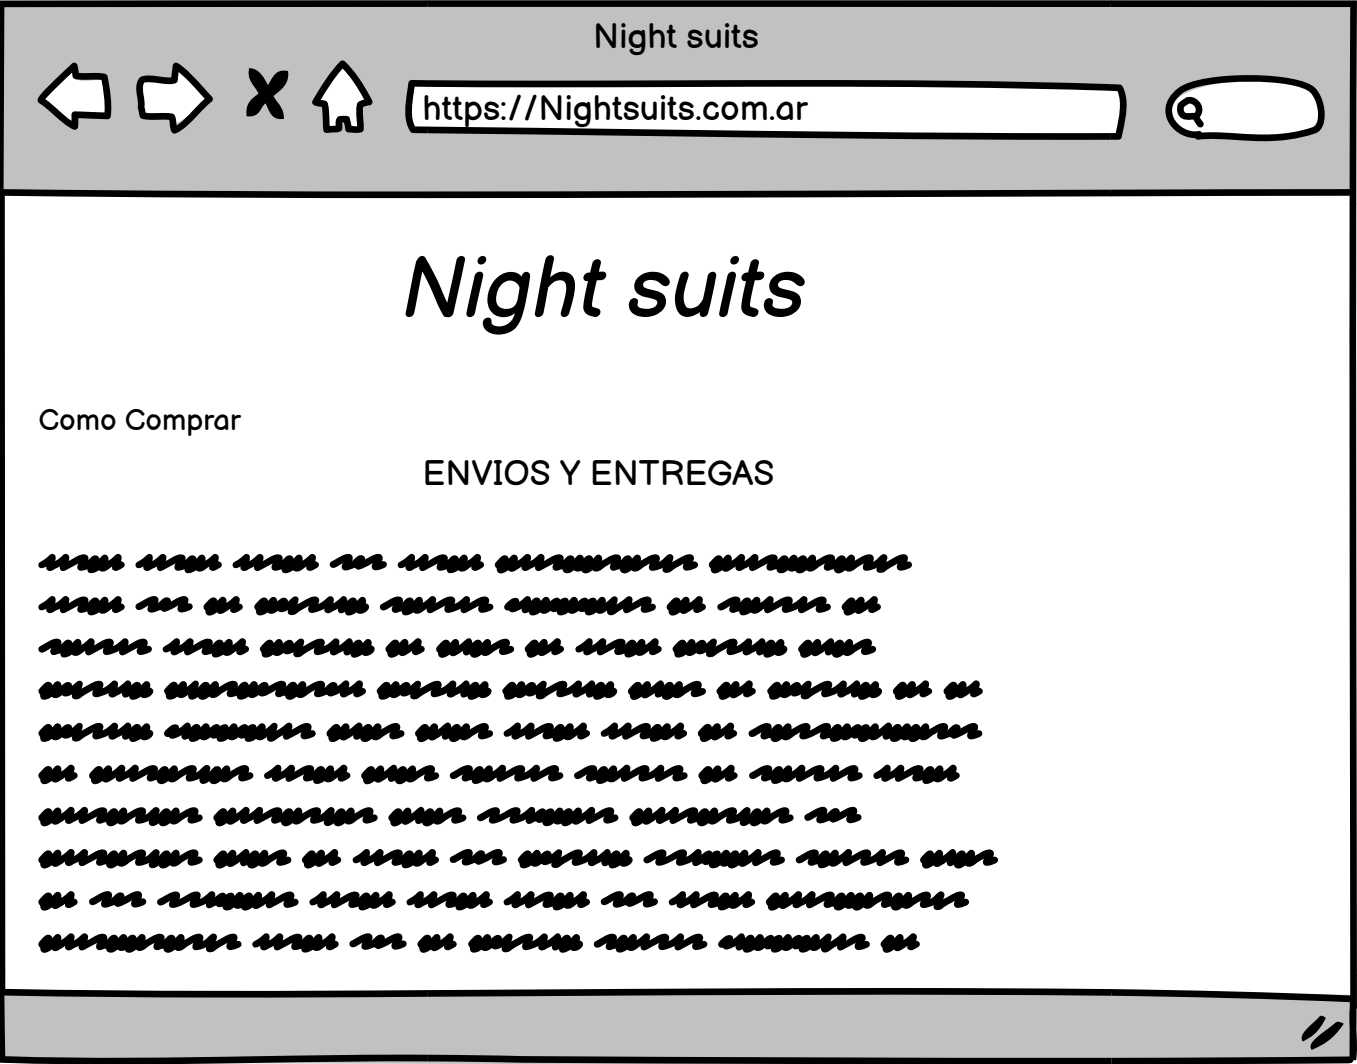 Night suits
https://Nightsuits.com.ar
Night suits
Como Comprar
ENVIOS Y ENTREGAS